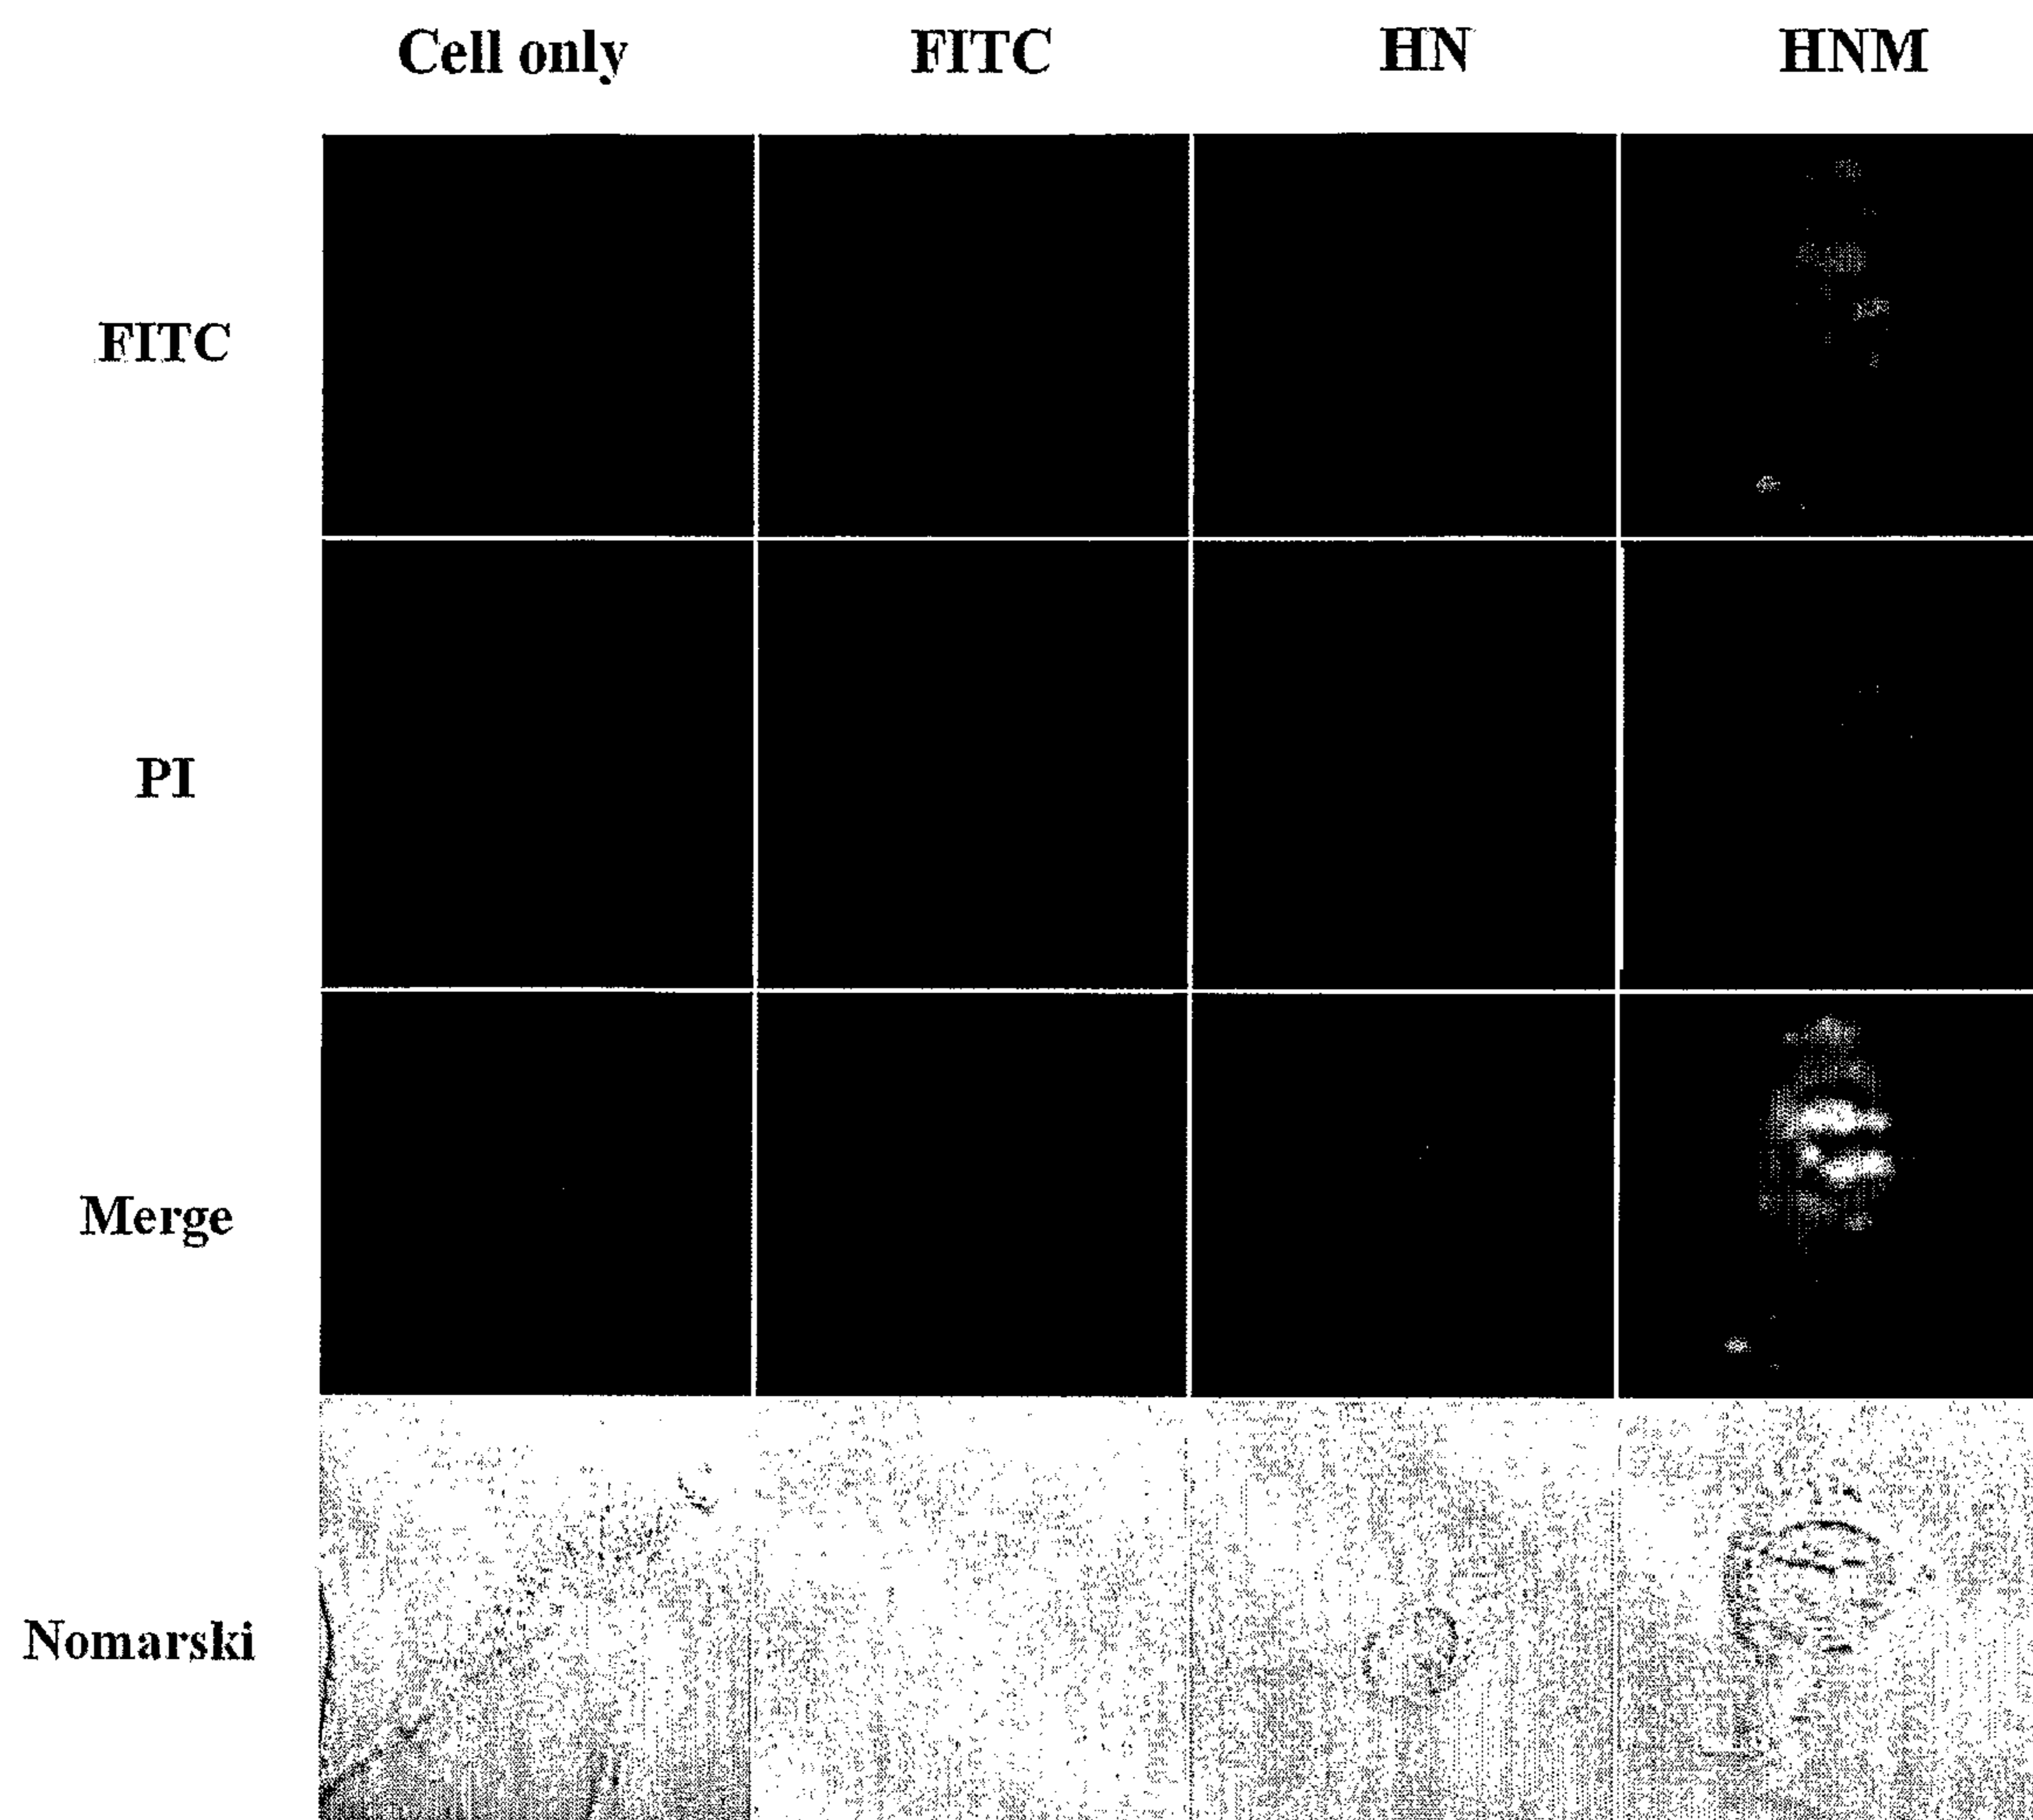 Cell only FITC HN HNM
FITC
PI
Merge
Nomarski